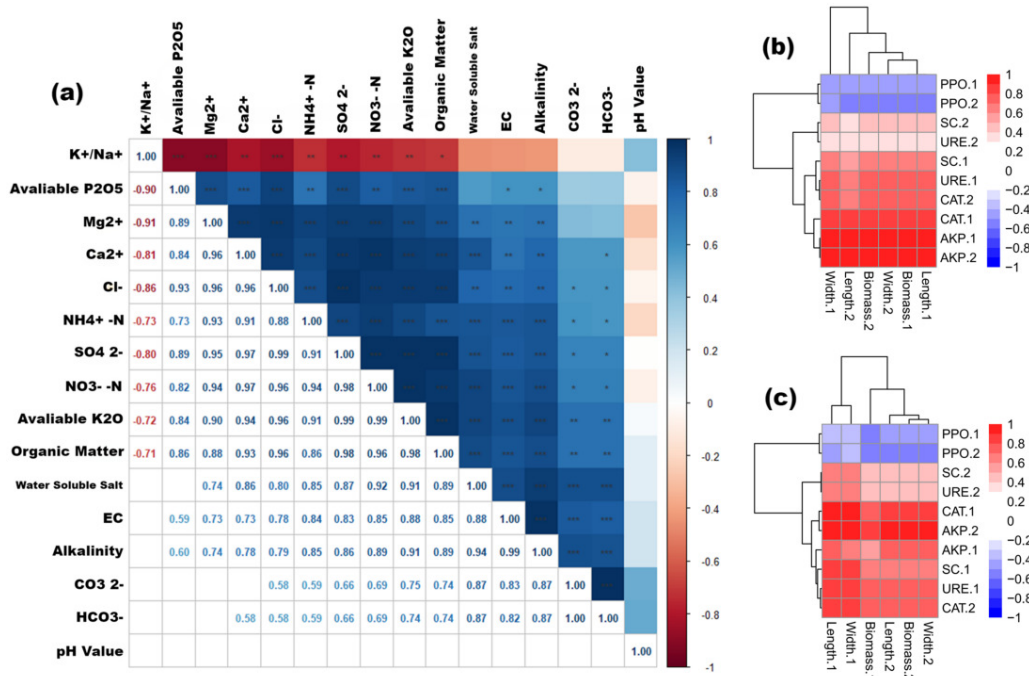 (a)
K+/Na+
Avaliable P2O5
Mg2+
Ca2+
Cl-
NH4+ -N
SO4 2-
NO3- -N
Avaliable K2O
Organic Matter
Water Soluble Salt
EC
Alkalinity
CO3 2-
HCO3-
pH Value
K+/Na+ 1.00
Avaliable P2O5 -0.90 1.00
Mg2+ -0.91 0.89 1.00
Ca2+ -0.81 0.84 0.96 1.00
Cl- -0.86 0.93 0.96 0.96 1.00
NH4+ -N -0.73 0.73 0.93 0.91 0.88 1.00
SO4 2- -0.80 0.89 0.95 0.97 0.99 0.91 1.00
NO3- -N -0.76 0.82 0.94 0.97 0.96 0.94 0.98 1.00
Avaliable K2O -0.72 0.84 0.90 0.94 0.96 0.91 0.99 0.99 1.00
Organic Matter -0.71 0.86 0.88 0.93 0.96 0.86 0.98 0.96 0.98 1.00
Water Soluble Salt 0.74 0.86 0.80 0.85 0.87 0.92 0.91 0.89 1.00
EC 0.59 0.73 0.73 0.78 0.84 0.83 0.85 0.88 0.85 0.88 1.00
Alkalinity 0.60 0.74 0.78 0.79 0.85 0.86 0.89 0.91 0.89 0.94 0.99 1.00
CO3 2- 0.58 0.59 0.66 0.69 0.75 0.74 0.87 0.83 0.87 1.00
HCO3- 0.58 0.58 0.59 0.66 0.69 0.74 0.74 0.87 0.82 0.87 1.00 1.00
pH Value 1.00
1
0.8
0.6
0.4
0.2
0
-0.2
-0.4
-0.6
-0.8
-1
(b)
PPO.1
PPO.2
SC.2
URE.2
SC.1
URE.1
CAT.2
CAT.1
AKP.1
AKP.2
Width.1
Length.2
Biomass.2
Width.2
Biomass.1
Length.1
1
0.8
0.6
0.4
0.2
0
−0.2
−0.4
−0.6
−0.8
−1
(c)
PPO.1
PPO.2
SC.2
URE.2
CAT.1
AKP.2
AKP.1
SC.1
URE.1
CAT.2
Length.1
Width.1
Width.2
1
0.8
0.6
0.4
0.2
0
−0.2
−0.4
−0.6
−0.8
−1